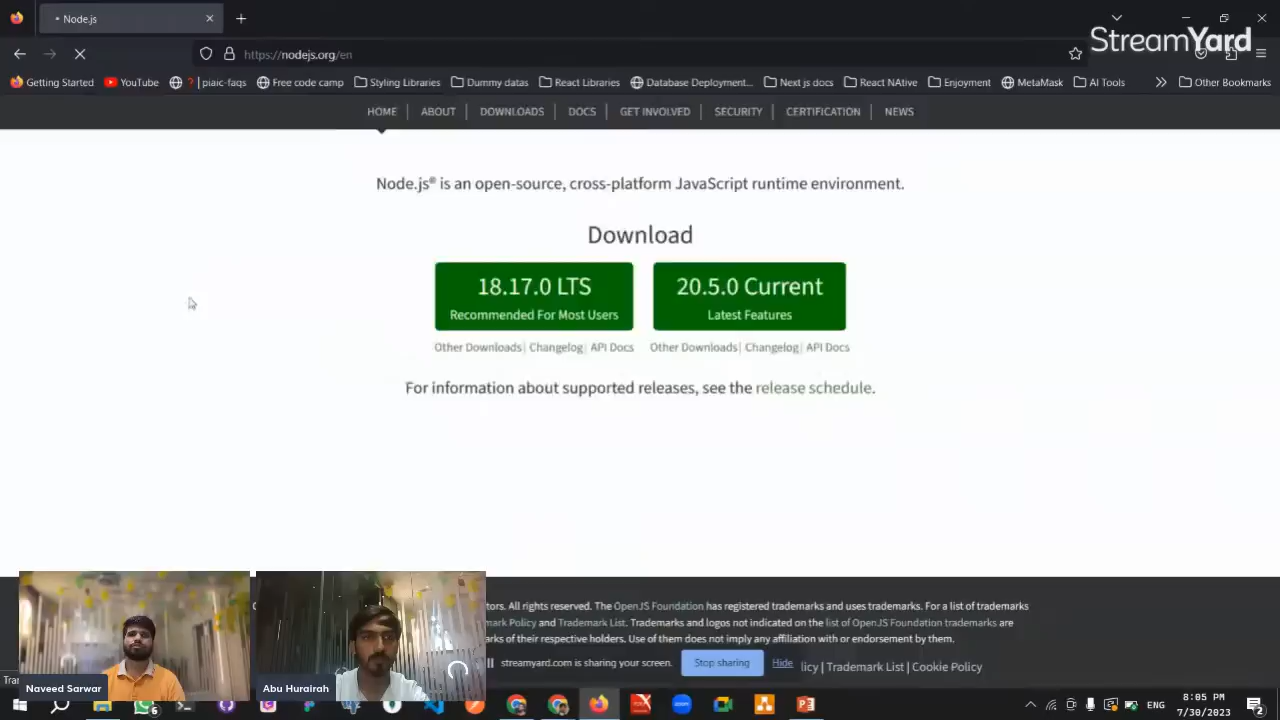 Node.js
StreamYard
https://nodejs.org/en
Getting Started
YouTube
? | piaic-faqs
Free code camp
Styling Libraries
Dummy datas
React Libraries
Database Deployment...
Next js docs
React NAtive
Enjoyment
MetaMask
AI Tools
Other Bookmarks
HOME | ABOUT | DOWNLOADS | DOCS | GET INVOLVED | SECURITY | CERTIFICATION | NEWS
Node.js® is an open-source, cross-platform JavaScript runtime environment.
Download
18.17.0 LTS
Recommended For Most Users
20.5.0 Current
Latest Features
Other Downloads | Changelog | API Docs
Other Downloads | Changelog | API Docs
For information about supported releases, see the release schedule.
tors. All rights reserved. The OpenJS Foundation has registered trademarks and uses trademarks. For a list of trademarks
mark Policy and Trademark List. Trademarks and logos not indicated on the list of OpenJS Foundation trademarks are
arks of their respective holders. Use of them does not imply any affiliation with or endorsement by them.
streamyard.com is sharing your screen.
Stop sharing
Hide
licy | Trademark List | Cookie Policy
Naveed Sarwar
Abu Hurairah
6
ENG
8:05 PM
7/30/2023
2